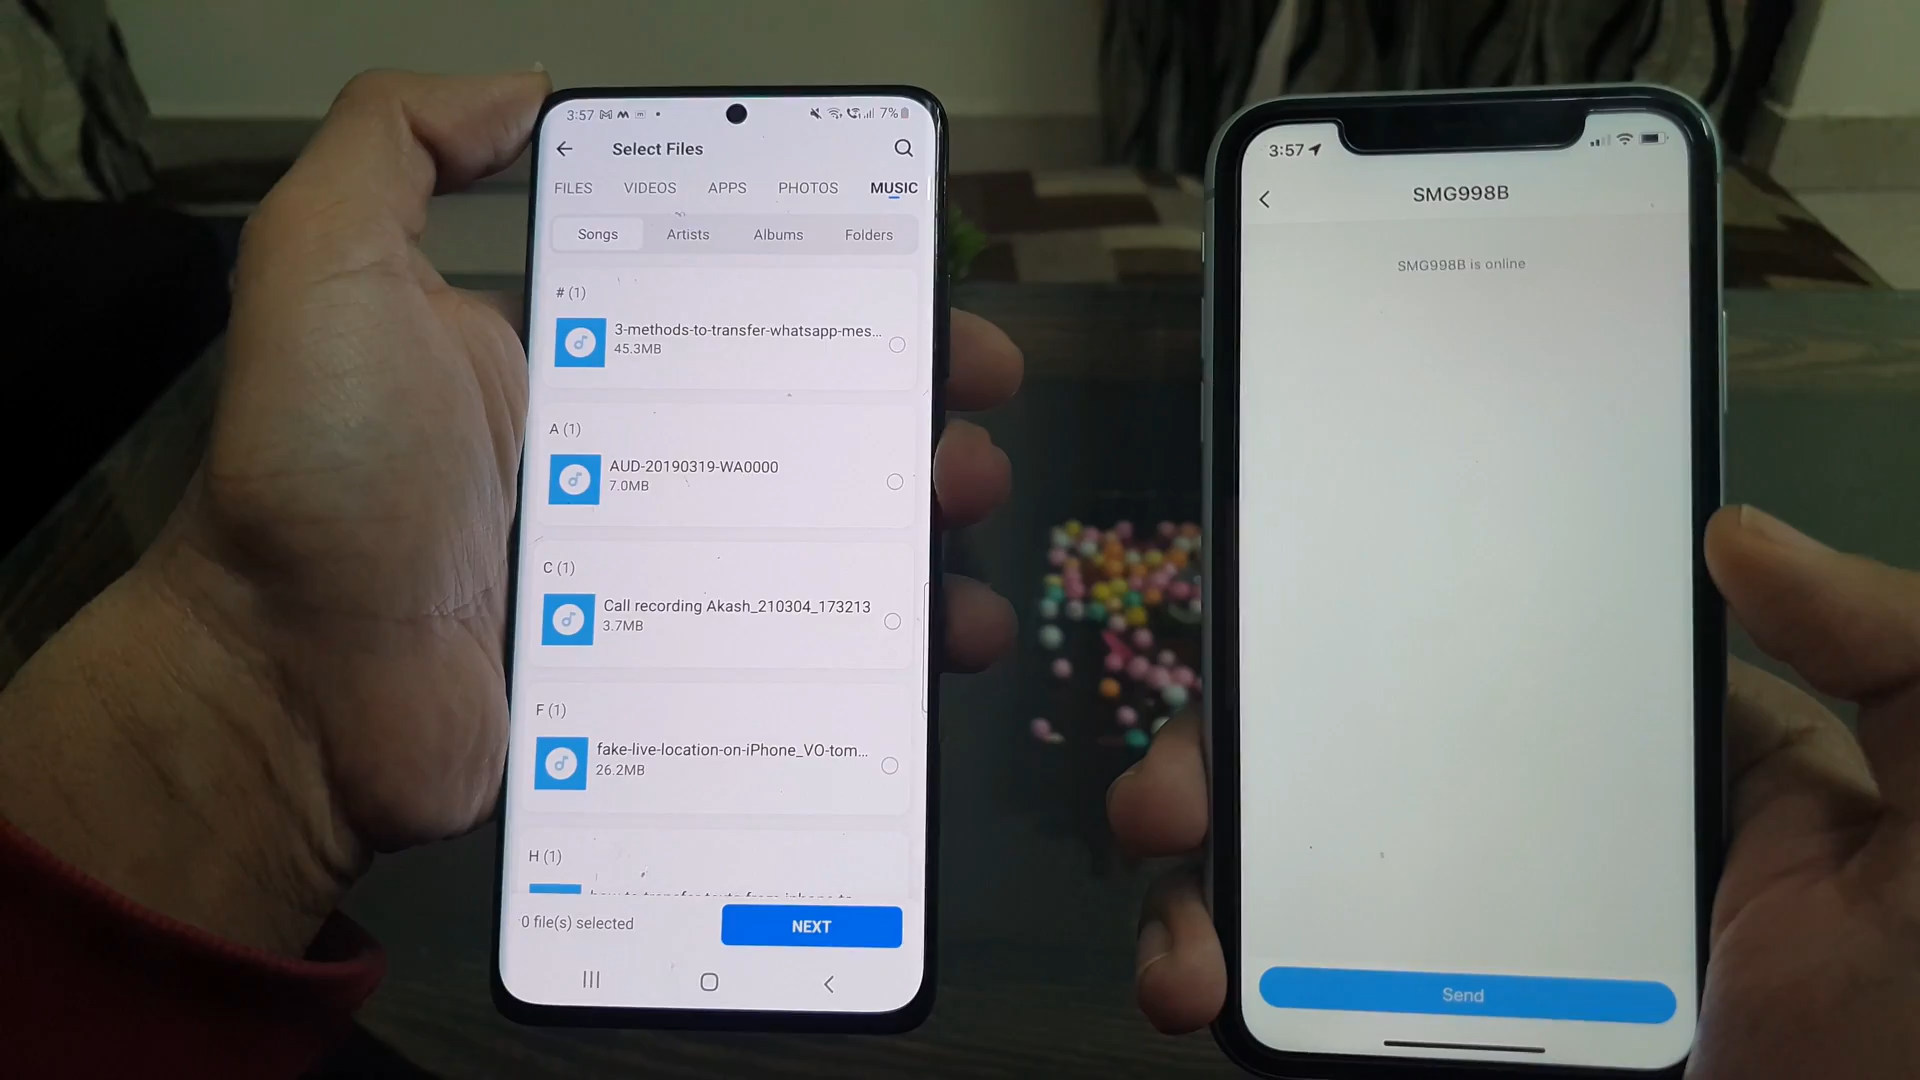 3:57
7%
Select Files
FILES VIDEOS APPS PHOTOS MUSIC
Songs Artists Albums Folders
# (1)
3-methods-to-transfer-whatsapp-mes...
45.3MB
A (1)
AUD-20190319-WA0000
7.0MB
C (1)
Call recording Akash_210304_173213
3.7MB
F (1)
fake-live-location-on-iPhone_VO-tom...
26.2MB
H (1)
0 file(s) selected
NEXT
3:57
SMG998B
SMG998B is online
Send